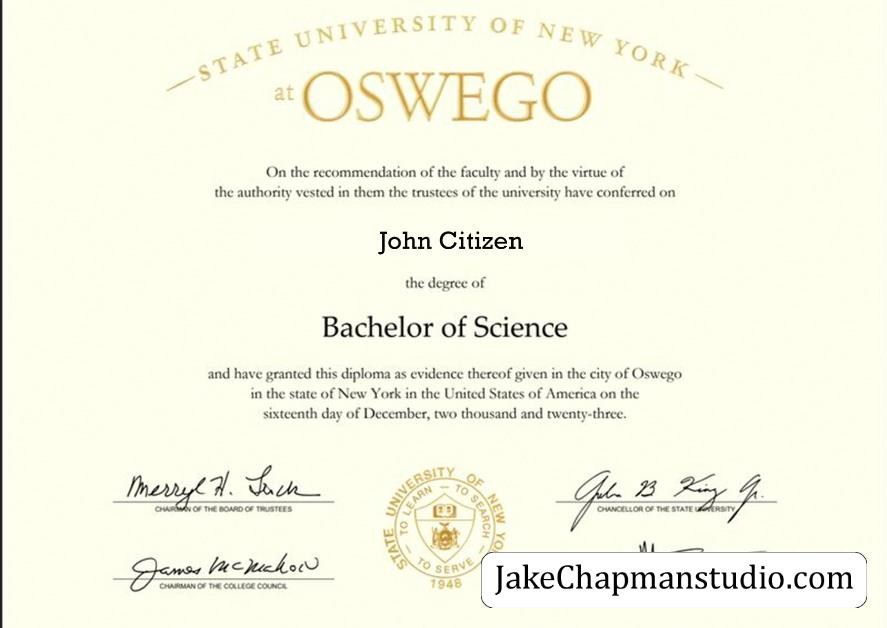 STATE UNIVERSITY OF NEW YORK
at OSWEGO
On the recommendation of the faculty and by the virtue of
the authority vested in them the trustees of the university have conferred on
John Citizen
the degree of
Bachelor of Science
and have granted this diploma as evidence thereof given in the city of Oswego
in the state of New York in the United States of America on the
sixteenth day of December, two thousand and twenty-three.
Merryl H.
CHAIRMAN OF THE BOARD OF TRUSTEES
John B King Jr.
CHANCELLOR OF THE STATE UNIVERSITY
James
CHAIRMAN OF THE COLLEGE COUNCIL
STATE UNIVERSITY OF NEW YO
TO LEARN — TO SEARCH
TO SERVE
1948
JakeChapmanstudio.com